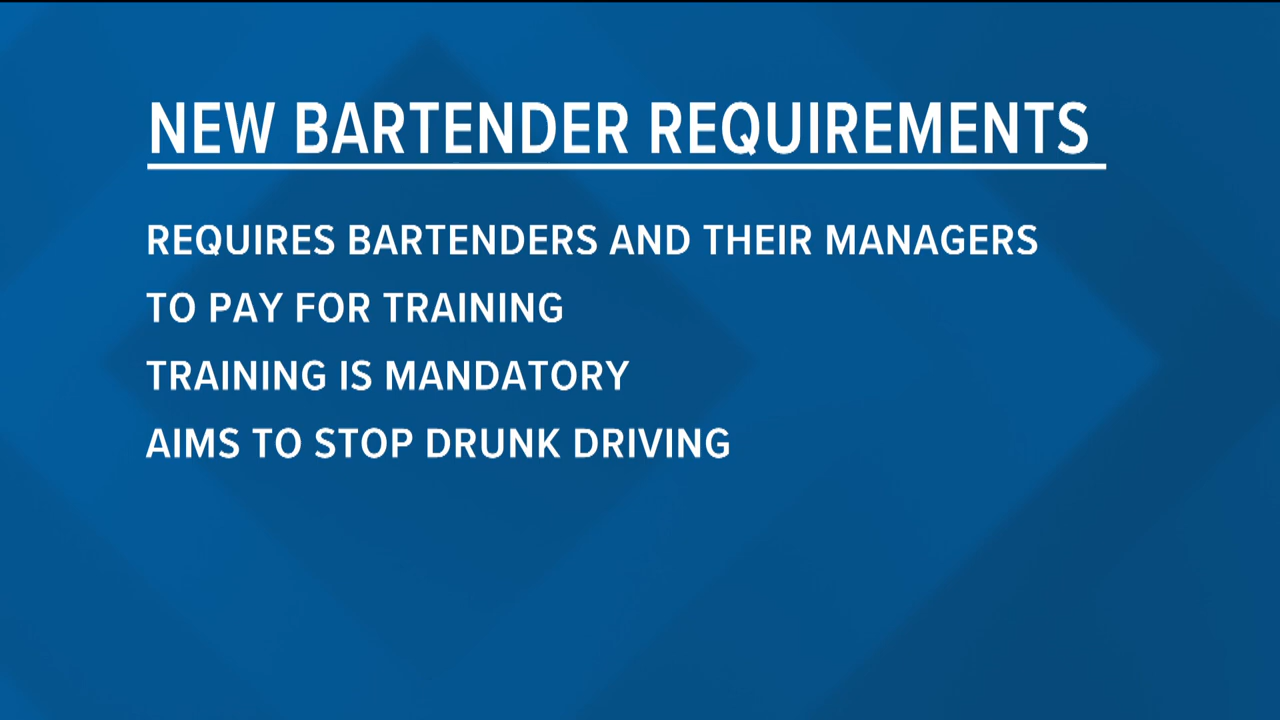 NEW BARTENDER REQUIREMENTS
REQUIRES BARTENDERS AND THEIR MANAGERS
TO PAY FOR TRAINING
TRAINING IS MANDATORY
AIMS TO STOP DRUNK DRIVING